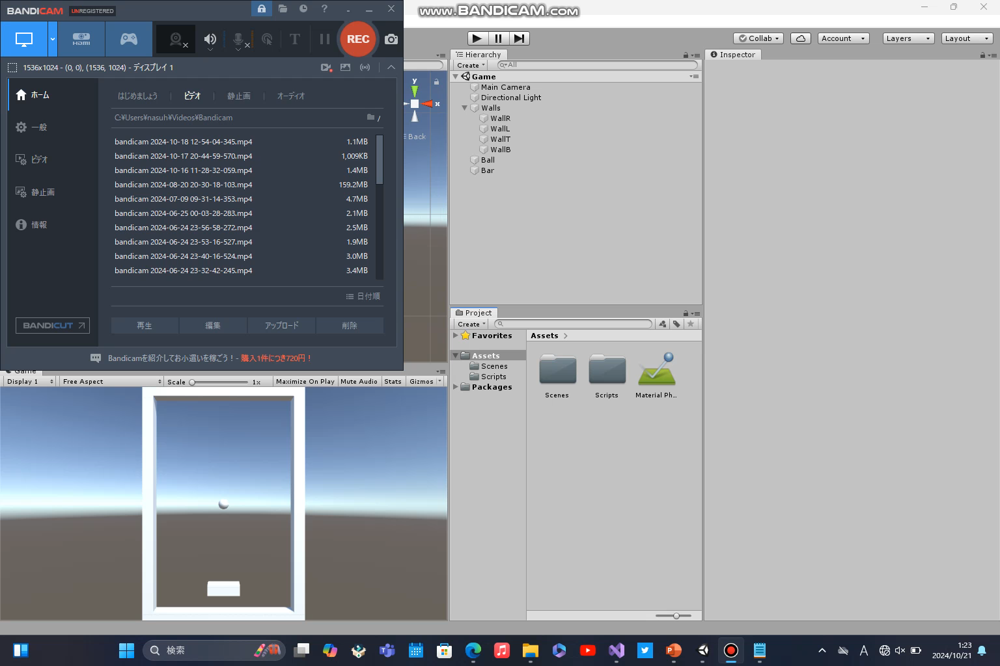 BANDICAM UNREGISTERED
www.BANDICAM.com
HDMI
REC
1536x1024 - (0, 0), (1536, 1024) - ディスプレイ 1
ホーム
一般
ビデオ
静止画
情報
BANDICUT
はじめましょう | ビデオ | 静止画 | オーディオ
C:¥Users¥nasuh¥Videos¥Bandicam
bandicam 2024-10-18 12-54-04-345.mp4 1.1MB
bandicam 2024-10-17 20-44-59-570.mp4 1,009KB
bandicam 2024-10-16 11-28-32-059.mp4 1.4MB
bandicam 2024-08-20 20-30-18-103.mp4 159.2MB
bandicam 2024-07-09 09-31-14-353.mp4 4.7MB
bandicam 2024-06-25 00-03-28-283.mp4 2.1MB
bandicam 2024-06-24 23-56-58-272.mp4 2.5MB
bandicam 2024-06-24 23-53-16-527.mp4 1.9MB
bandicam 2024-06-24 23-40-16-524.mp4 3.0MB
bandicam 2024-06-24 23-32-42-245.mp4 3.4MB
日付順
再生 編集 アップロード 削除
Bandicamを紹介してお小遣いを稼ごう！- 購入1件につき720円！
y
x
Back
Collab
Account
Layers
Layout
Hierarchy
Create
All
Game
Main Camera
Directional Light
Walls
WallR
WallL
WallT
WallB
Ball
Bar
Inspector
Project
Create
Favorites
Assets
Scenes
Scripts
Packages
Assets
Scenes
Scripts
Material Ph...
Game
Display 1
Free Aspect
Scale 1x
Maximize On Play
Mute Audio
Stats
Gizmos
検索
A
1:23
2024/10/21